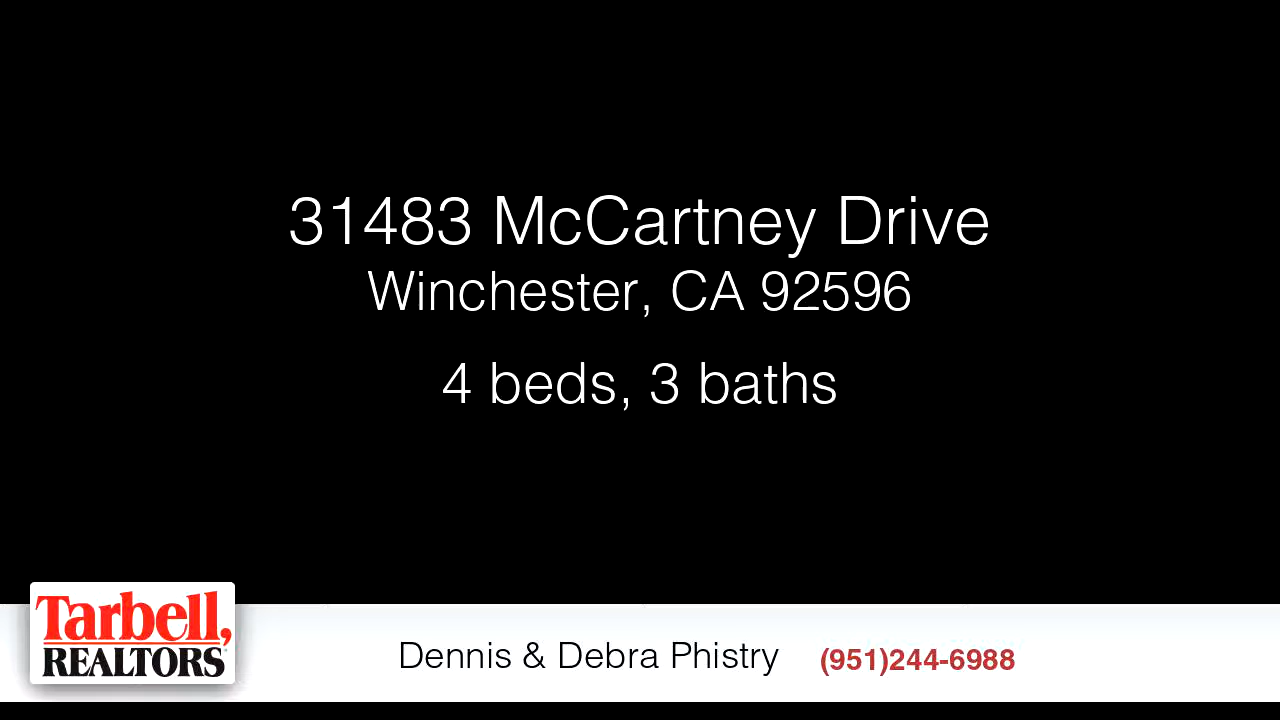 31483 McCartney Drive
Winchester, CA 92596
4 beds, 3 baths
Tarbell,
REALTORS
Dennis & Debra Phistry (951)244-6988